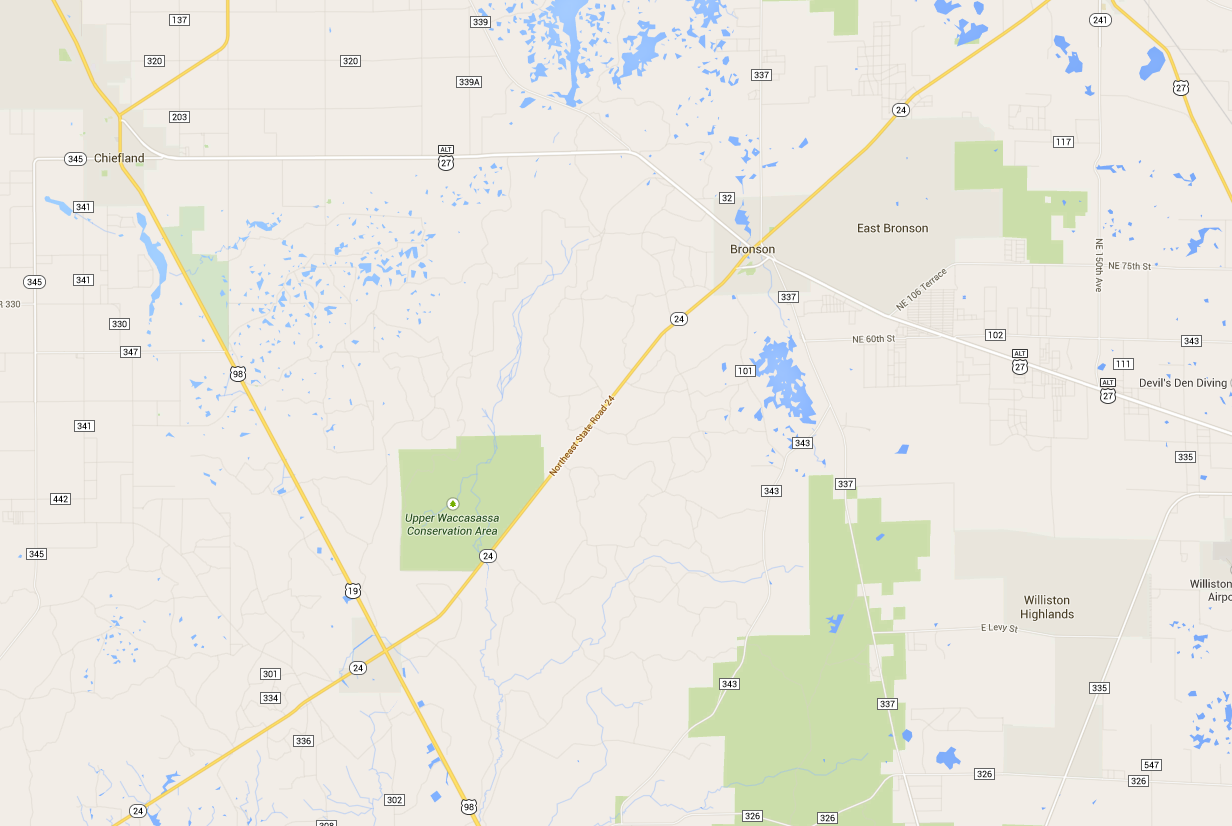 137
339
241
320
320
339A
337
27
24
203
117
ALT
27
345
Chiefland
341
32
East Bronson
Bronson
NE 150th Ave
NE 75th St
345
341
NE 106 Terrace
R 330
337
330
24
102
NE 60th St
343
347
ALT
27
111
98
101
ALT
27
Devil's Den Diving
Northeast State Road 24
341
343
335
337
343
442
Upper Waccasassa
Conservation Area
345
24
19
Williston
Airpo
Williston
Highlands
E Levy St
24
301
343
335
334
337
336
547
326
326
302
98
24
326
326
308